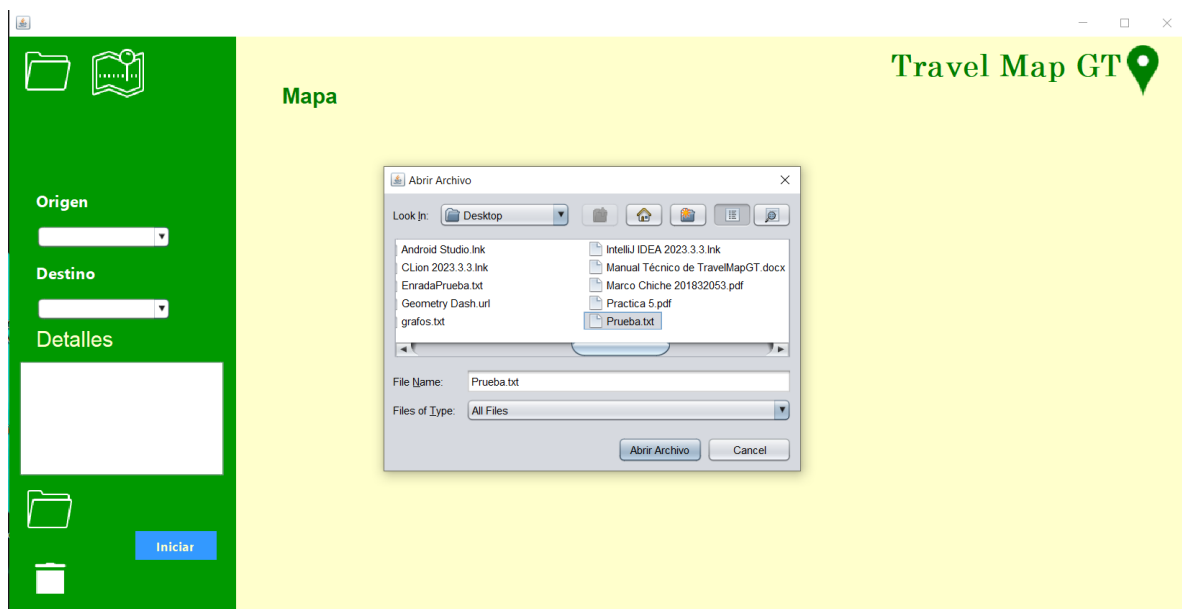 Travel Map GT
Mapa
Origen
Destino
Detalles
Iniciar
Abrir Archivo
Look In: Desktop
Android Studio.lnk
CLion 2023.3.3.lnk
EnradaPrueba.txt
Geometry Dash.url
grafos.txt
IntelliJ IDEA 2023.3.3.lnk
Manual Técnico de TravelMapGT.docx
Marco Chiche 201832053.pdf
Practica 5.pdf
Prueba.txt
File Name: Prueba.txt
Files of Type: All Files
Abrir Archivo Cancel